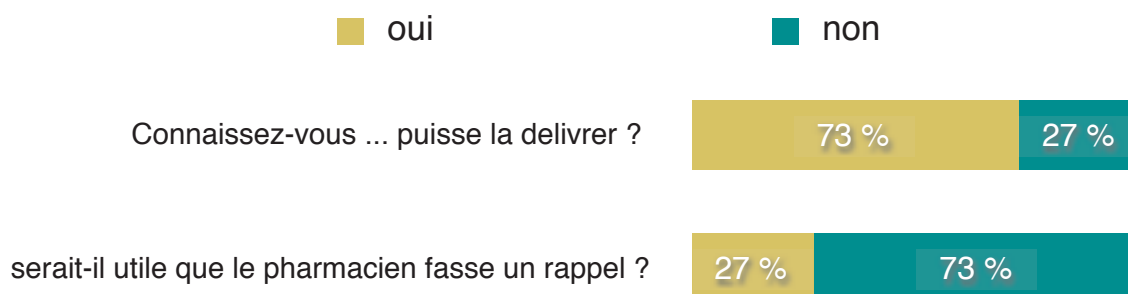 oui non
Connaissez-vous ... puisse la delivrer ? 73 % 27 %
serait-il utile que le pharmacien fasse un rappel ? 27 % 73 %